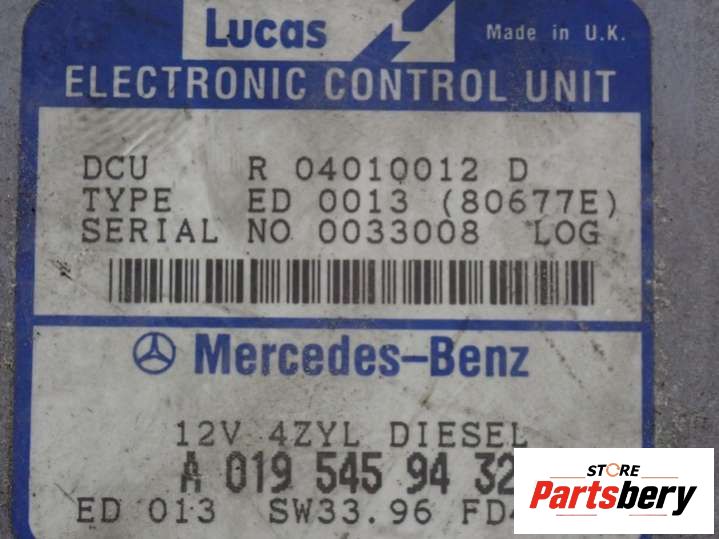 Lucas
Made in U.K.
ELECTRONIC CONTROL UNIT
DCU R 04010012 D
TYPE ED 0013 (80677E)
SERIAL NO 0033008 LOG
Mercedes-Benz
12V 4ZYL DIESEL
A 019 545 94 32
ED 013 SW33.96
STORE
Partsbery